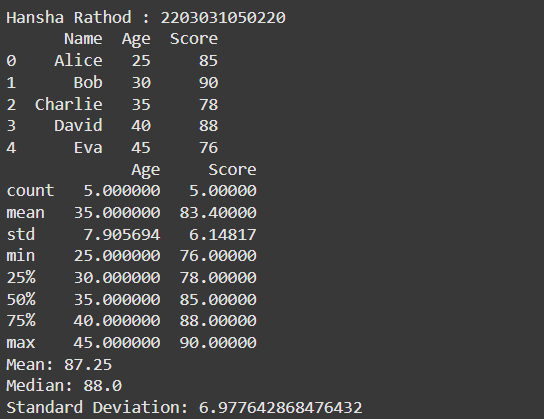 Hansha Rathod : 2203031050220
Name Age Score
0 Alice 25 85
1 Bob 30 90
2 Charlie 35 78
3 David 40 88
4 Eva 45 76
Age Score
count 5.000000 5.00000
mean 35.000000 83.40000
std 7.905694 6.14817
min 25.000000 76.00000
25% 30.000000 78.00000
50% 35.000000 85.00000
75% 40.000000 88.00000
max 45.000000 90.00000
Mean: 87.25
Median: 88.0
Standard Deviation: 6.977642868476432